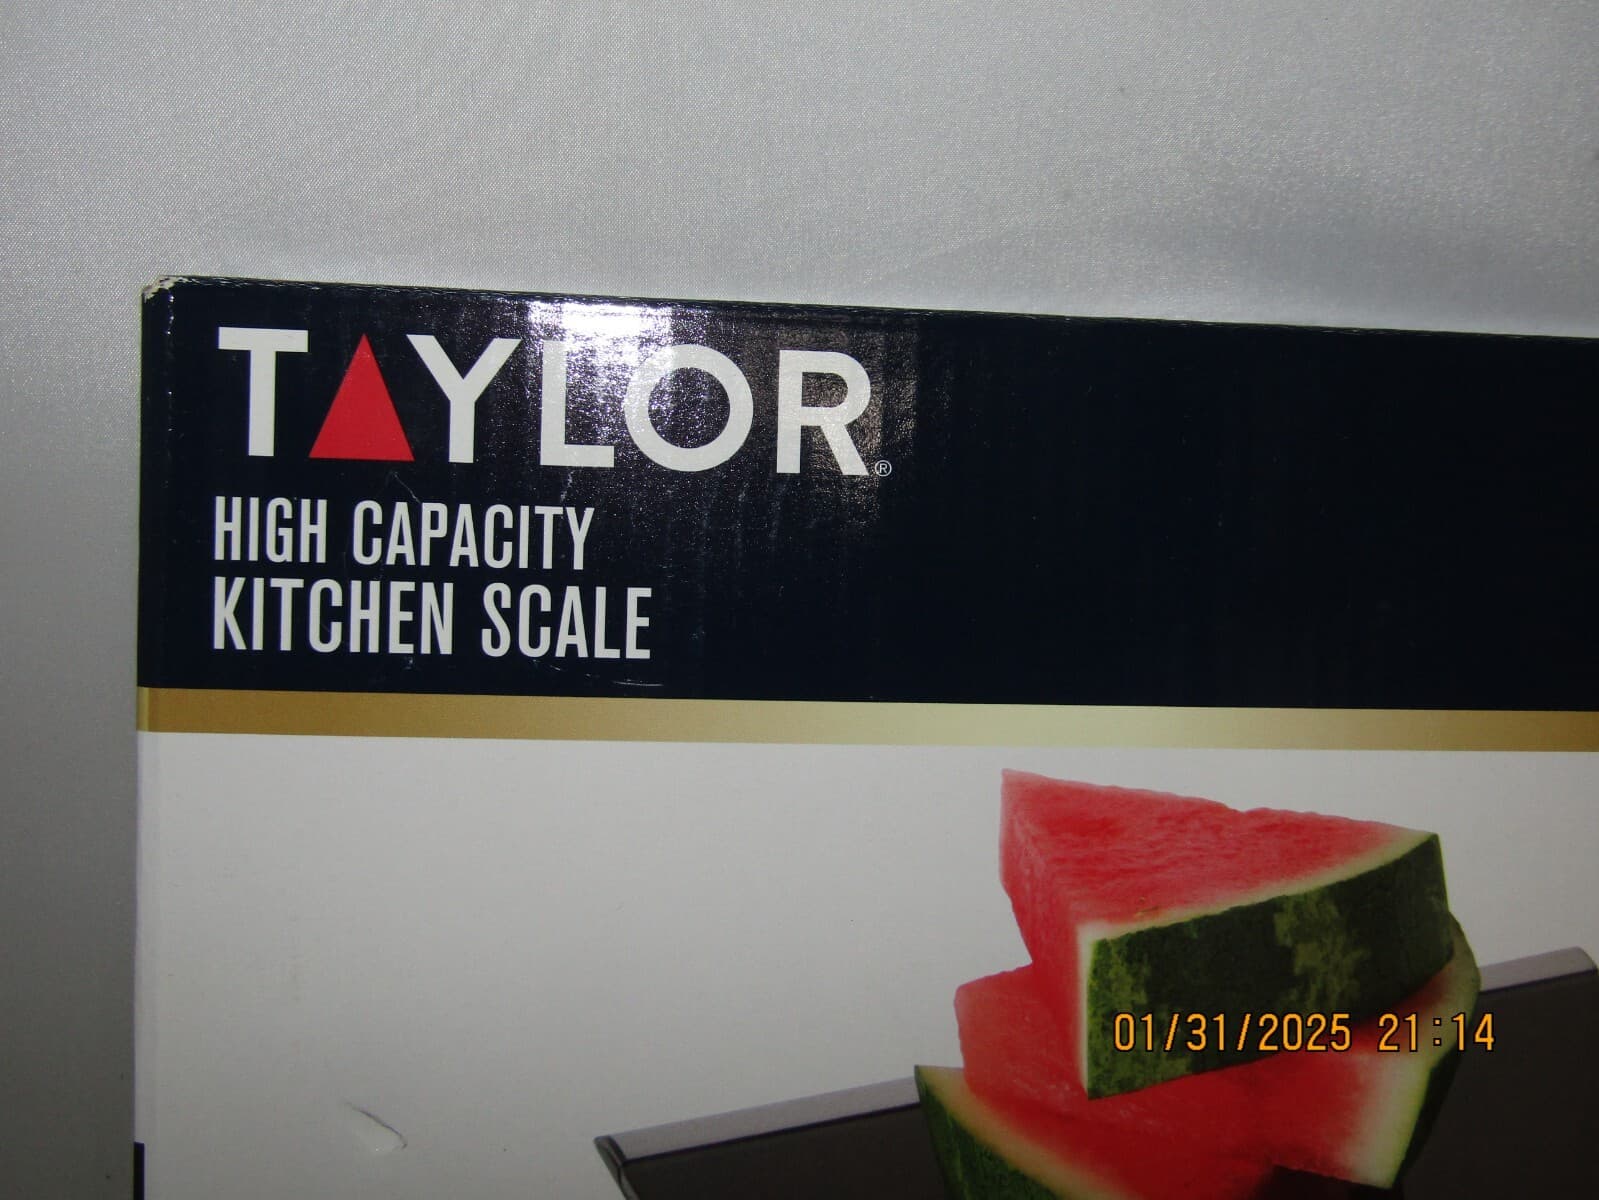 TAYLOR®
HIGH CAPACITY
KITCHEN SCALE
01/31/2025 21:14